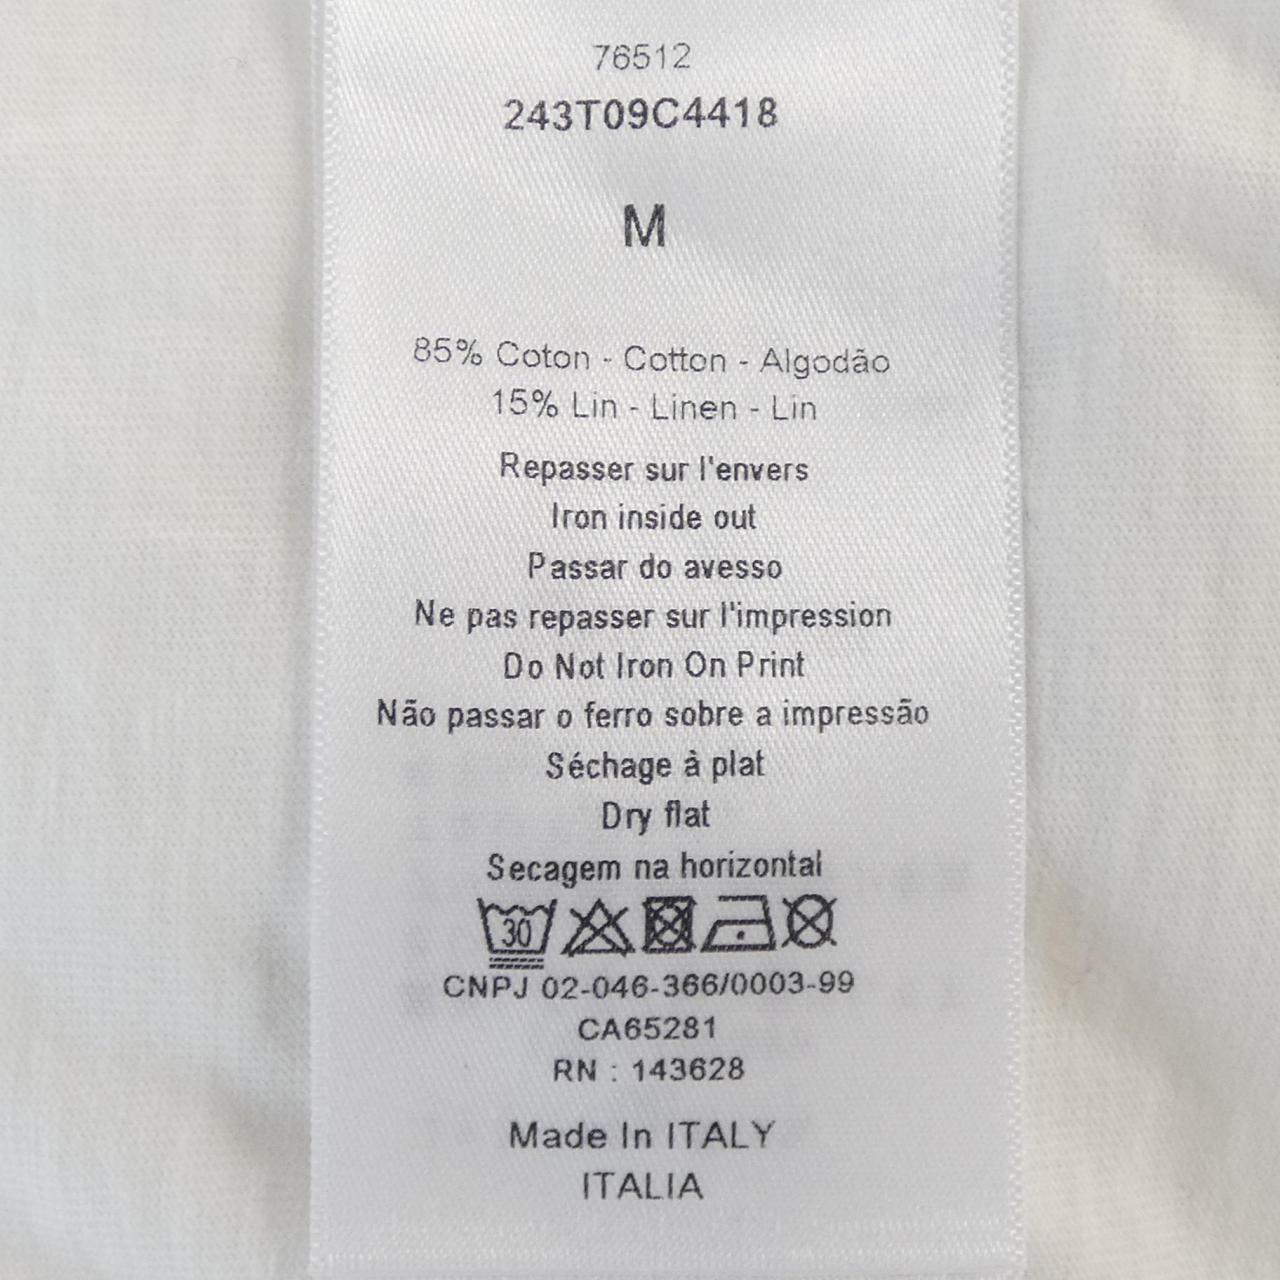 76512
243T09C4418
M
85% Coton - Cotton - Algodão
15% Lin - Linen - Lin
Repasser sur l'envers
Iron inside out
Passar do avesso
Ne pas repasser sur l'impression
Do Not Iron On Print
Não passar o ferro sobre a impressão
Séchage à plat
Dry flat
Secagem na horizontal
30
CNPJ 02-046-366/0003-99
CA65281
RN : 143628
Made In ITALY
ITALIA